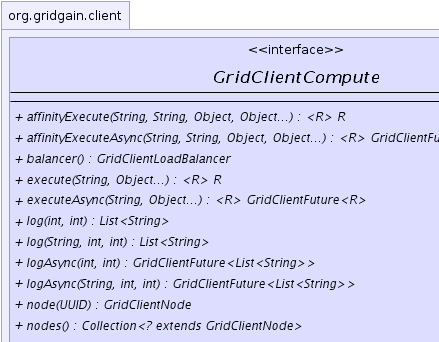 org.gridgain.client
<<interface>>
GridClientCompute
+ affinityExecute(String, String, Object, Object...) : <R> R
+ affinityExecuteAsync(String, String, Object, Object...) : <R> GridClientFu
+ balancer() : GridClientLoadBalancer
+ execute(String, Object...) : <R> R
+ executeAsync(String, Object...) : <R> GridClientFuture<R>
+ log(int, int) : List<String>
+ log(String, int, int) : List<String>
+ logAsync(int, int) : GridClientFuture<List<String>>
+ logAsync(String, int, int) : GridClientFuture<List<String>>
+ node(UUID) : GridClientNode
+ nodes() : Collection<? extends GridClientNode>